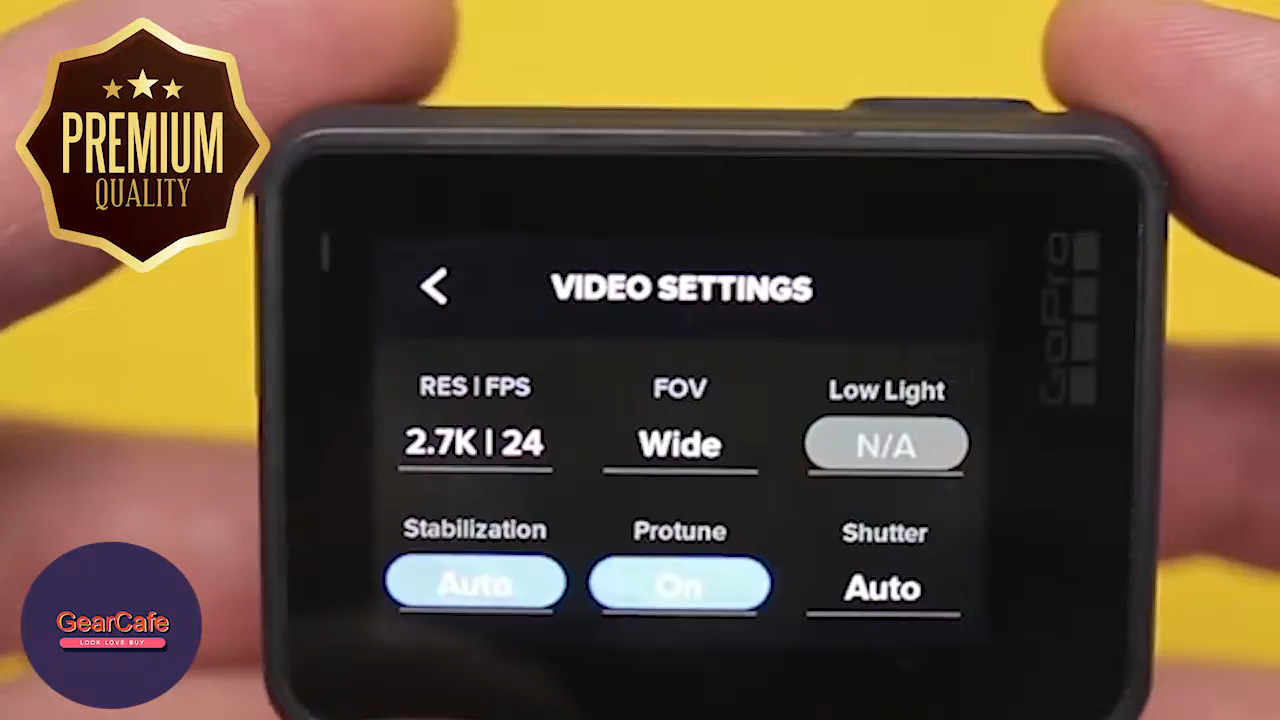 PREMIUM
QUALITY
VIDEO SETTINGS
RES | FPS
FOV
Low Light
2.7K | 24
Wide
N/A
Stabilization
Protune
Shutter
Auto
On
Auto
GoPro
GearCafe
LOOK LOVE BUY